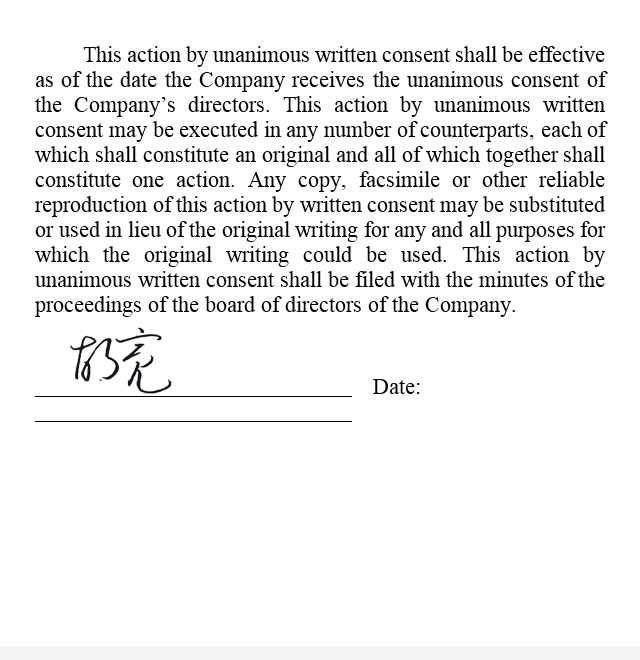 This action by unanimous written consent shall be effective
as of the date the Company receives the unanimous consent of
the Company’s directors. This action by unanimous written
consent may be executed in any number of counterparts, each of
which shall constitute an original and all of which together shall
constitute one action. Any copy, facsimile or other reliable
reproduction of this action by written consent may be substituted
or used in lieu of the original writing for any and all purposes for
which the original writing could be used. This action by
unanimous written consent shall be filed with the minutes of the
proceedings of the board of directors of the Company.
Date: